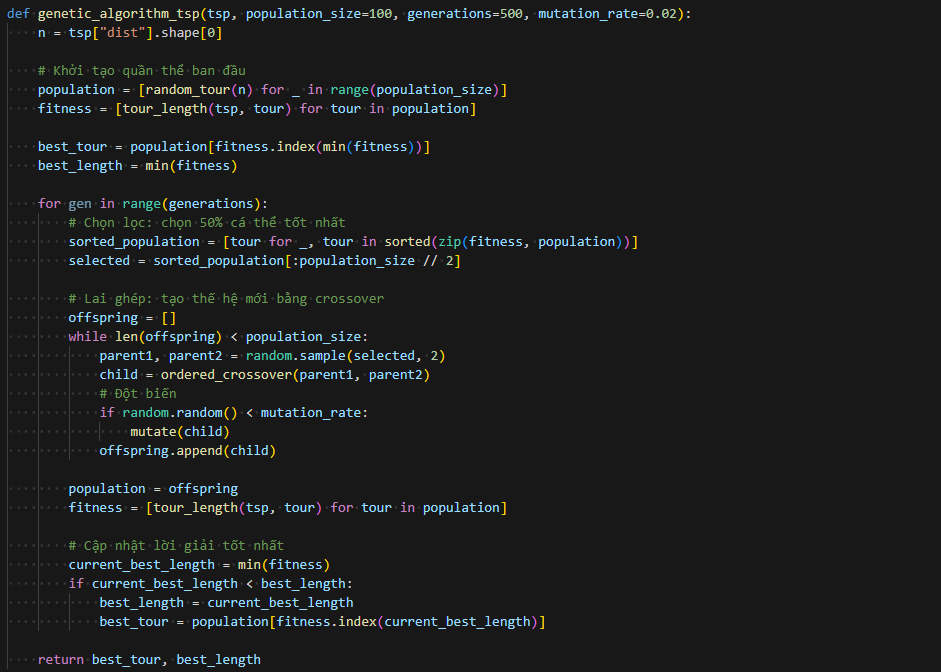 def genetic_algorithm_tsp(tsp, population_size=100, generations=500, mutation_rate=0.02):
    n = tsp["dist"].shape[0]

    # Khởi tạo quần thể ban đầu
    population = [random_tour(n) for _ in range(population_size)]
    fitness = [tour_length(tsp, tour) for tour in population]

    best_tour = population[fitness.index(min(fitness))]
    best_length = min(fitness)

    for gen in range(generations):
        # Chọn lọc: chọn 50% cá thể tốt nhất
        sorted_population = [tour for _, tour in sorted(zip(fitness, population))]
        selected = sorted_population[:population_size // 2]

        # Lai ghép: tạo thế hệ mới bằng crossover
        offspring = []
        while len(offspring) < population_size:
            parent1, parent2 = random.sample(selected, 2)
            child = ordered_crossover(parent1, parent2)
            # Đột biến
            if random.random() < mutation_rate:
                mutate(child)
            offspring.append(child)

        population = offspring
        fitness = [tour_length(tsp, tour) for tour in population]

        # Cập nhật lời giải tốt nhất
        current_best_length = min(fitness)
        if current_best_length < best_length:
            best_length = current_best_length
            best_tour = population[fitness.index(current_best_length)]

    return best_tour, best_length